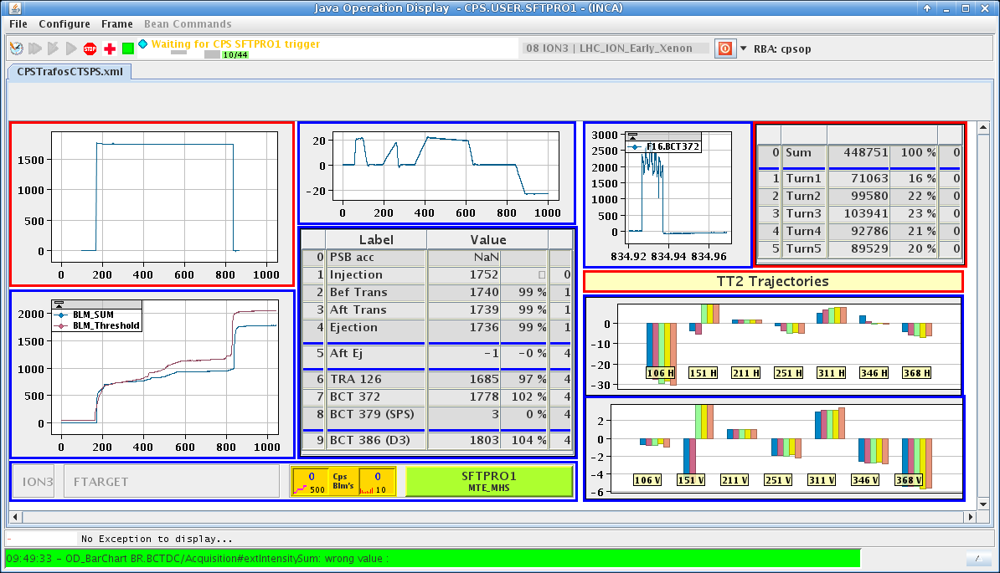 Java Operation Display - CPS.USER.SFTPRO1 - (INCA)
File Configure Frame Bean Commands
STOP Waiting for CPS SFTPRO1 trigger
10/44
08 ION3 | LHC_ION_Early_Xenon
RBA: cpsop
CPSTrafosCTSPS.xml
1500
1000
500
0
0 200 400 600 800 1000
20
0
-20
0 200 400 600 800 1000
3000
2500
2000
1500
1000
500
0
F16.BCT372
834.92 834.94 834.96
0 Sum 448751 100 % 0
1 Turn1 71063 16 % 0
2 Turn2 99580 22 % 0
3 Turn3 103941 23 % 0
4 Turn4 92786 21 % 0
5 Turn5 89529 20 % 0
Label Value
0 PSB acc NaN
1 Injection 1752 0
2 Bef Trans 1740 99 % 1
3 Aft Trans 1739 99 % 1
4 Ejection 1736 99 % 1
5 Aft Ej -1 -0 % 4
6 TRA 126 1685 97 % 4
7 BCT 372 1778 102 % 4
8 BCT 379 (SPS) 3 0 % 4
9 BCT 386 (D3) 1803 104 % 4
BLM_SUM
BLM_Threshold
2000
1500
1000
500
0
0 200 400 600 800 1000
TT2 Trajectories
0
-10
-20
-30
106 H 151 H 211 H 251 H 311 H 346 H 368 H
2
0
-2
-4
-6
106 V 151 V 211 V 251 V 311 V 346 V 368 V
ION3 FTARGET
0 500
Cps
Blm's
0 10
SFTPRO1
MTE_MHS
- No Exception to display...
09:49:33 - OD_BarChart BR BCTDC/Acquisition#extIntensitySum: wrong value :